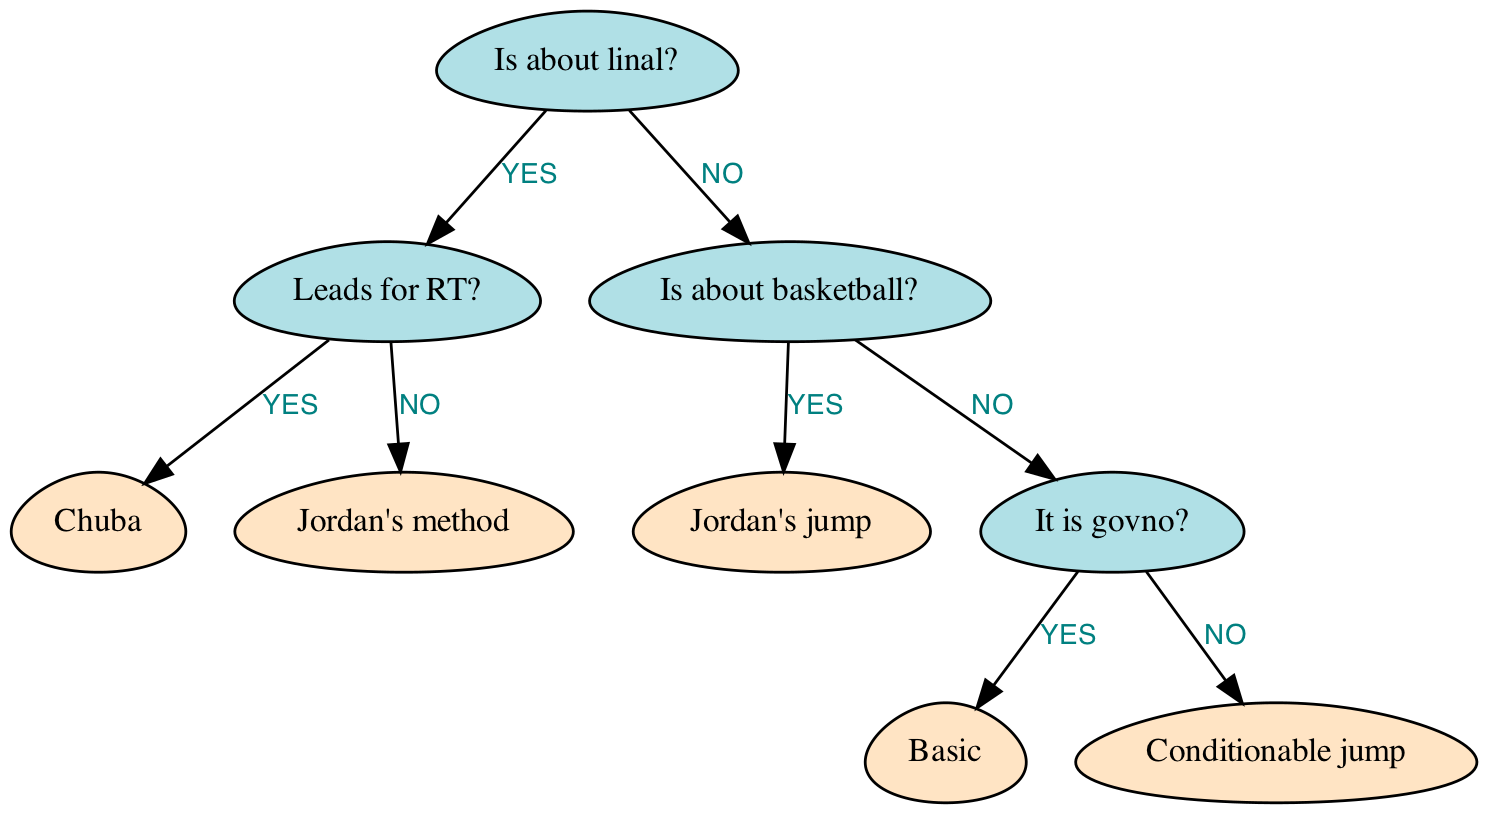 Is about linal?
YES
NO
Leads for RT?
Is about basketball?
YES
NO
YES
NO
Chuba
Jordan's method
Jordan's jump
It is govno?
YES
NO
Basic
Conditionable jump